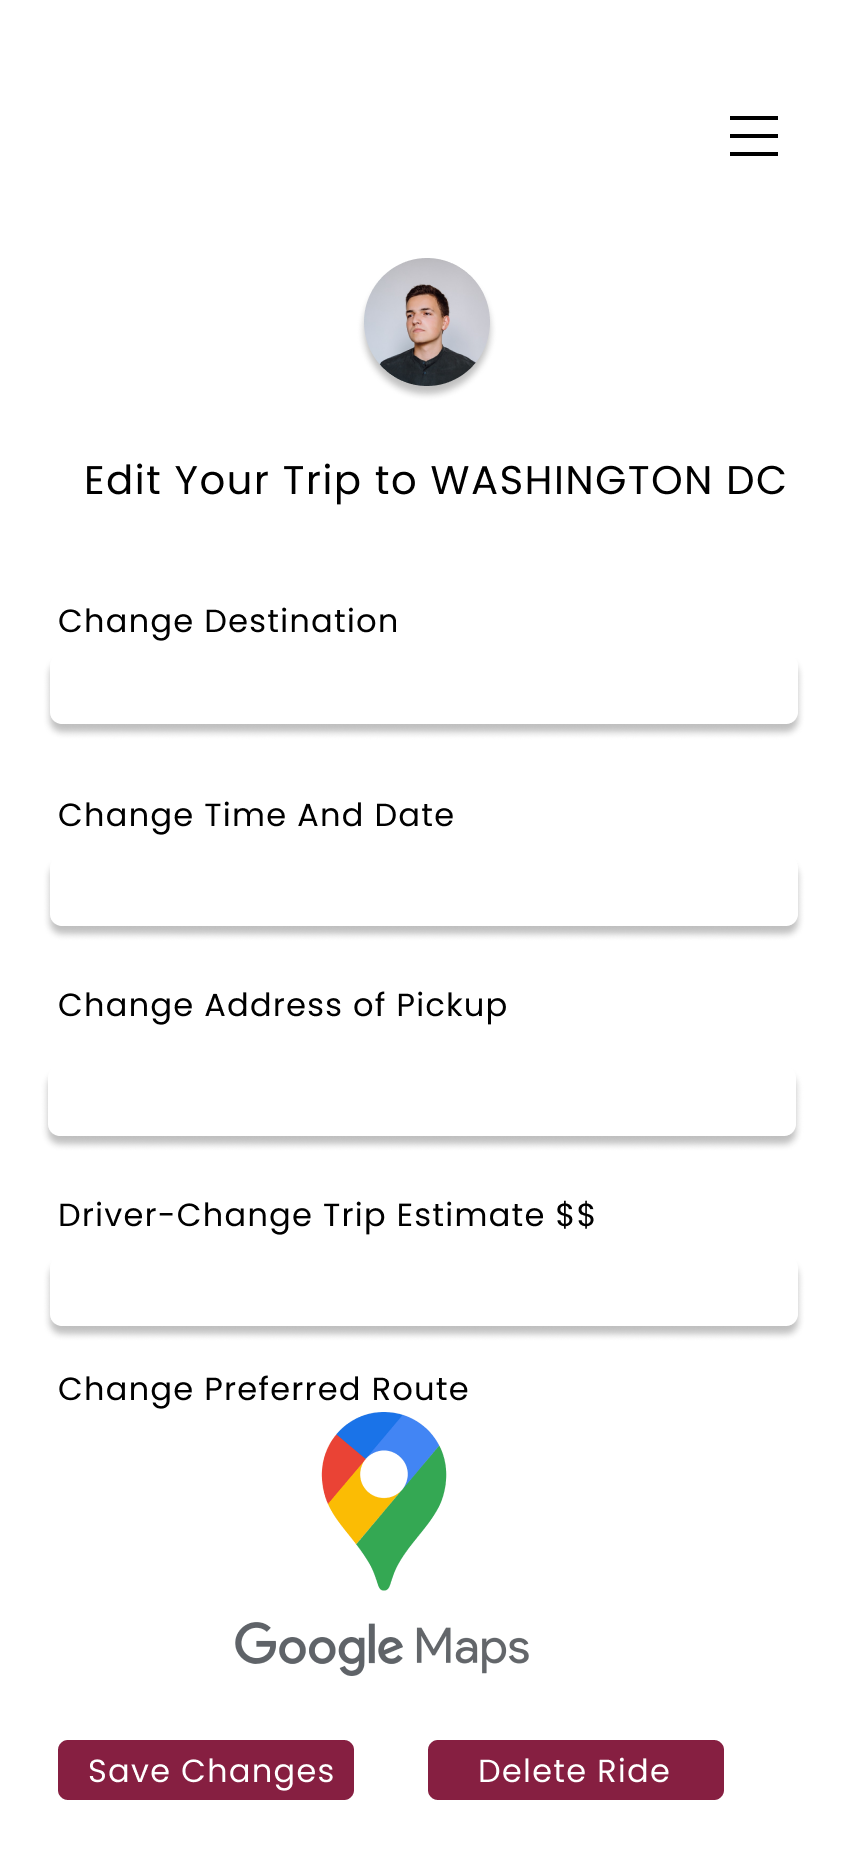 Edit Your Trip to WASHINGTON DC
Change Destination
Change Time And Date
Change Address of Pickup
Driver-Change Trip Estimate $$
Change Preferred Route
Google Maps
Save Changes
Delete Ride